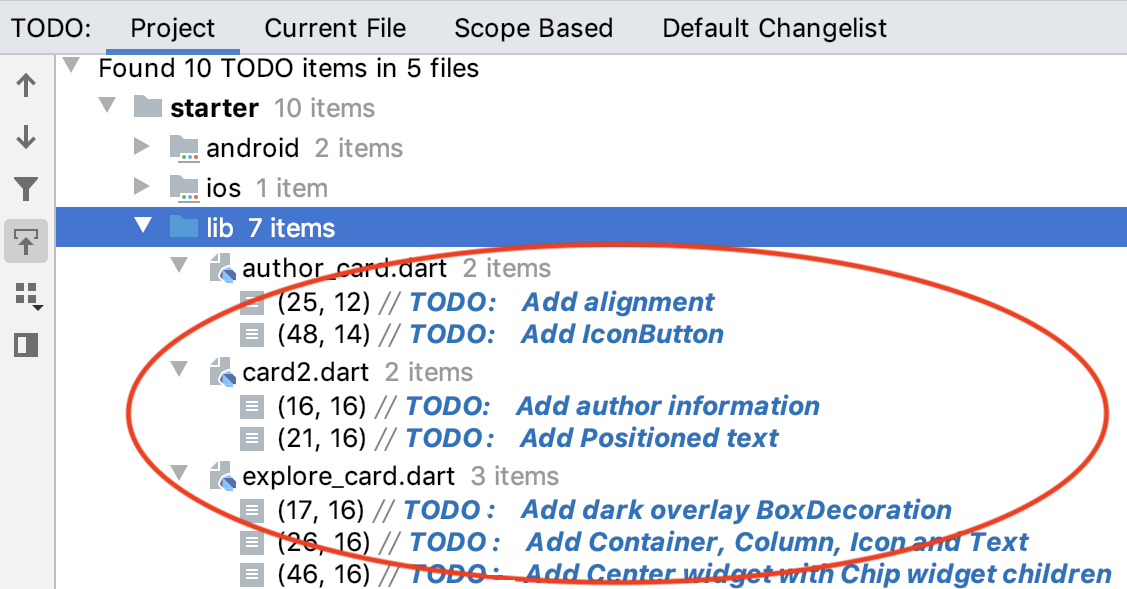 TODO: Project Current File Scope Based Default Changelist
Found 10 TODO items in 5 files
starter 10 items
android 2 items
ios 1 item
lib 7 items
author_card.dart 2 items
(25, 12) // TODO: Add alignment
(48, 14) // TODO: Add IconButton
card2.dart 2 items
(16, 16) // TODO: Add author information
(21, 16) // TODO: Add Positioned text
explore_card.dart 3 items
(17, 16) // TODO: Add dark overlay BoxDecoration
(26, 16) // TODO: Add Container, Column, Icon and Text
(46, 16) // TODO: Add Center widget with Chip widget children